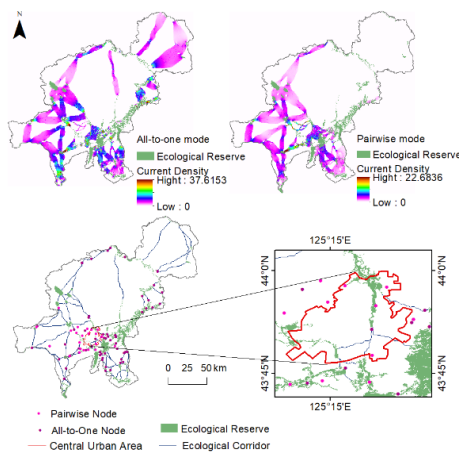 N
All-to-one mode
Ecological Reserve
Current Density
Hight : 37.6153
Low : 0
Pairwise mode
Ecological Reserve
Current Density
Hight : 22.6836
Low : 0
125°15'E
44°0'N
44°0'N
43°45'N
43°45'E
125°15'E
0 25 50 km
Pairwise Node
All-to-One Node
Ecological Reserve
Central Urban Area
Ecological Corridor